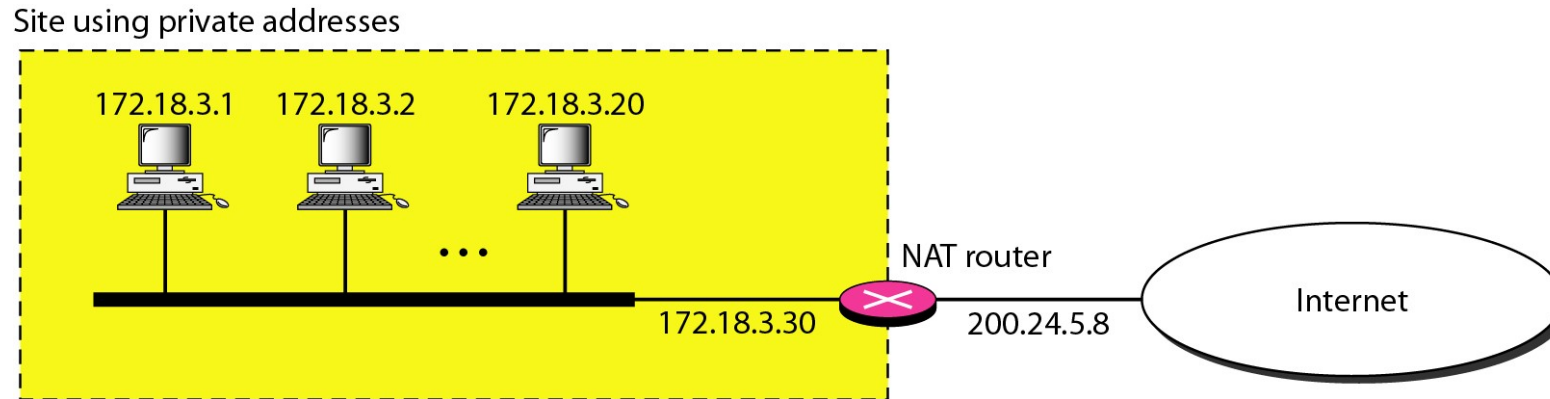 Site using private addresses
172.18.3.1 172.18.3.2 172.18.3.20
NAT router
172.18.3.30 200.24.5.8
Internet